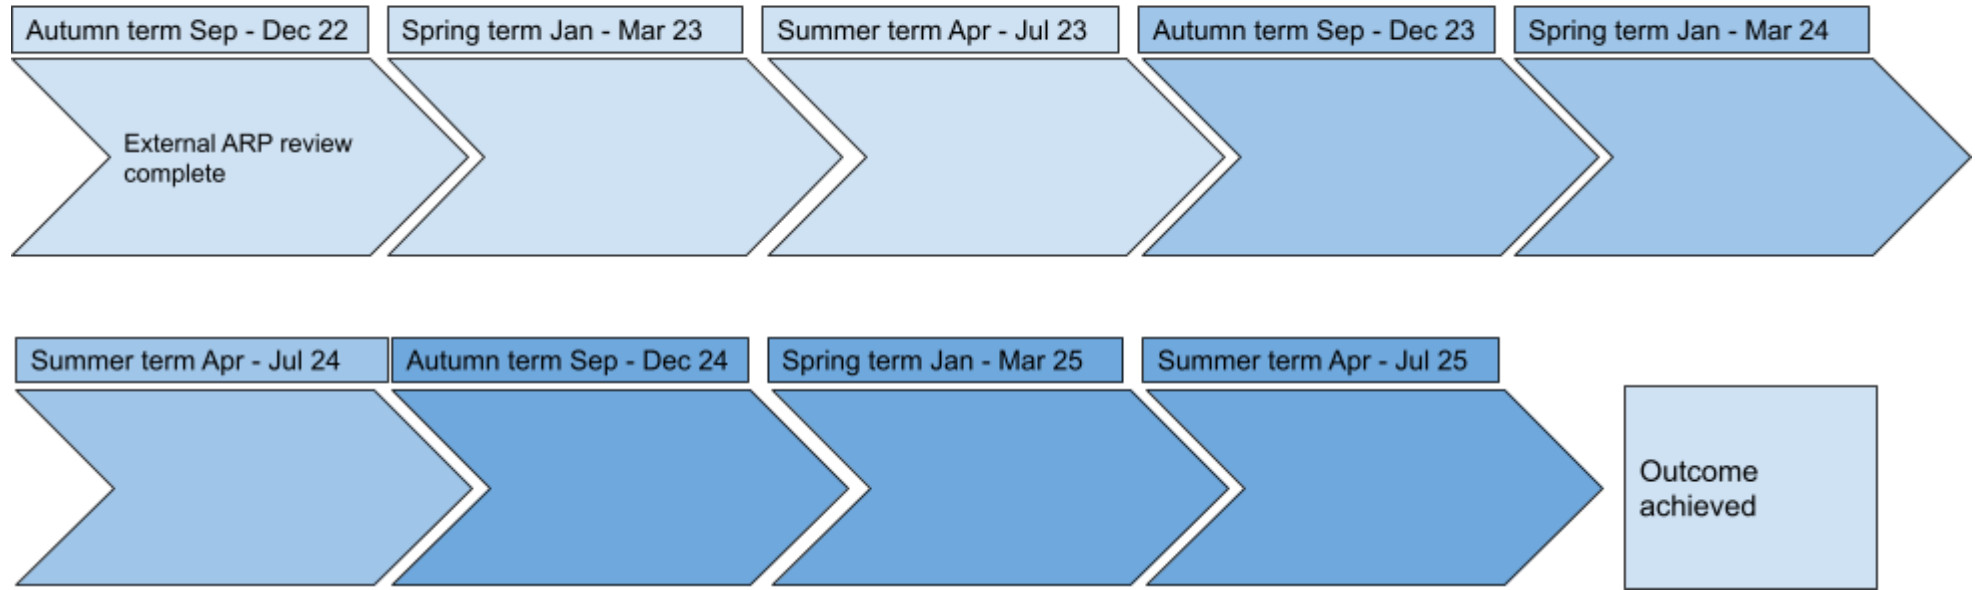 Autumn term Sep - Dec 22
Spring term Jan - Mar 23
Summer term Apr - Jul 23
Autumn term Sep - Dec 23
Spring term Jan - Mar 24
External ARP review
complete
Summer term Apr - Jul 24
Autumn term Sep - Dec 24
Spring term Jan - Mar 25
Summer term Apr - Jul 25
Outcome
achieved